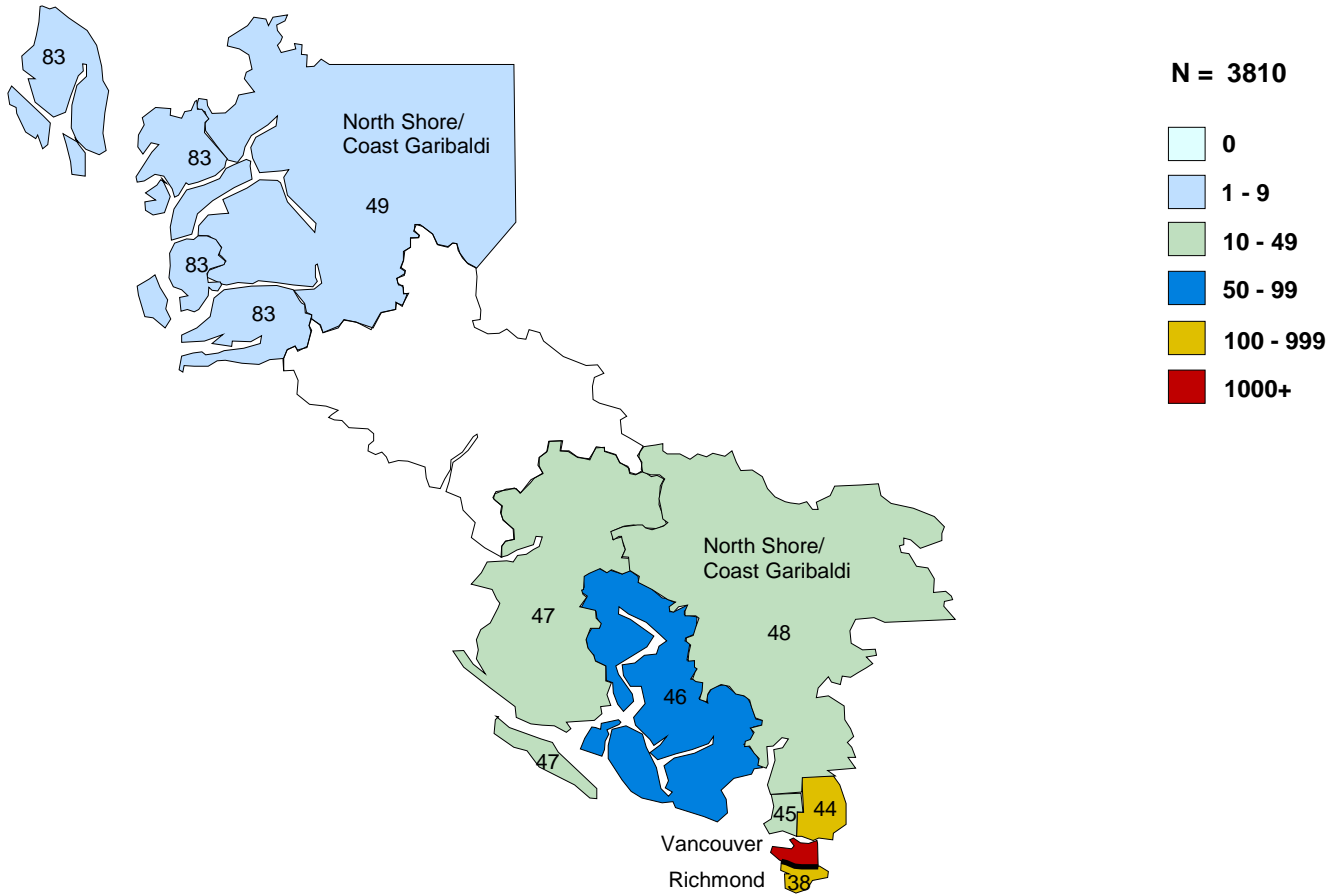 83
N = 3810
North Shore/
Coast Garibaldi
0
83
1 - 9
49
10 - 49
83
50 - 99
83
100 - 999
1000+
North Shore/
Coast Garibaldi
47
48
46
47
45
44
Vancouver
Richmond
38